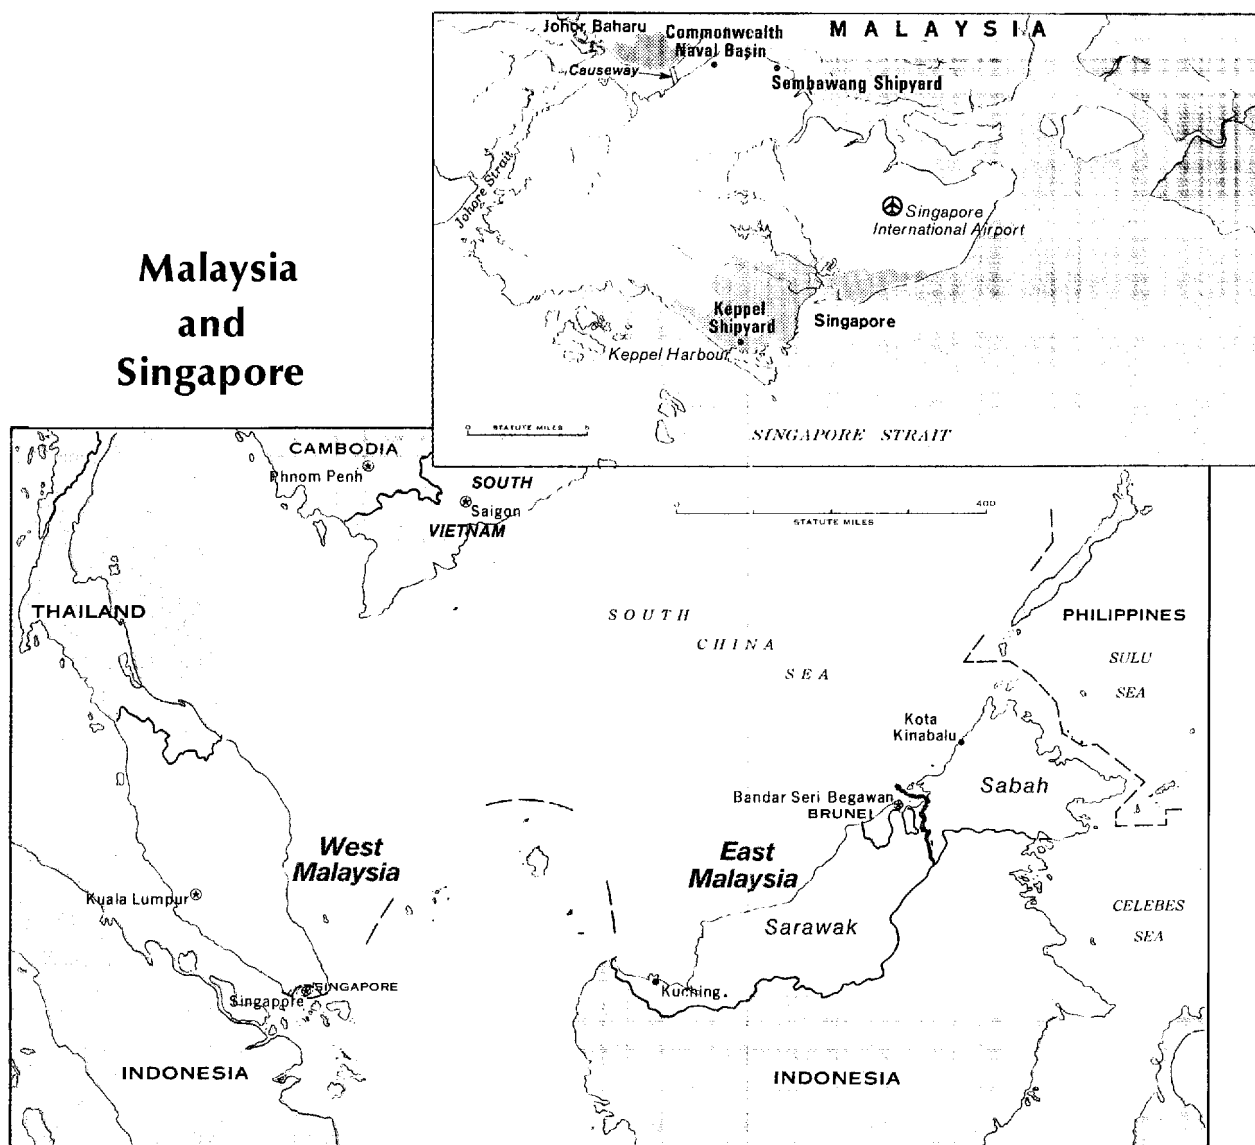 Malaysia
and
Singapore
Johor Baharu
Commonwealth
Naval Basin
MALAYSIA
Causeway
Sembawang Shipyard
Johore Strait
Singapore
International Airport
Keppel
Shipyard
Singapore
Keppel Harbour
0 STATUTE MILES 5
SINGAPORE STRAIT
CAMBODIA
Phnom Penh
SOUTH
VIETNAM
Saigon
0 400
STATUTE MILES
THAILAND
SOUTH
CHINA
SEA
PHILIPPINES
SULU
SEA
Kota
Kinabalu
Sabah
Bandar Seri Begawan
BRUNEI
West
Malaysia
East
Malaysia
Kuala Lumpur
Sarawak
CELEBES
SEA
SINGAPORE
Singapore
Kuching
INDONESIA
INDONESIA